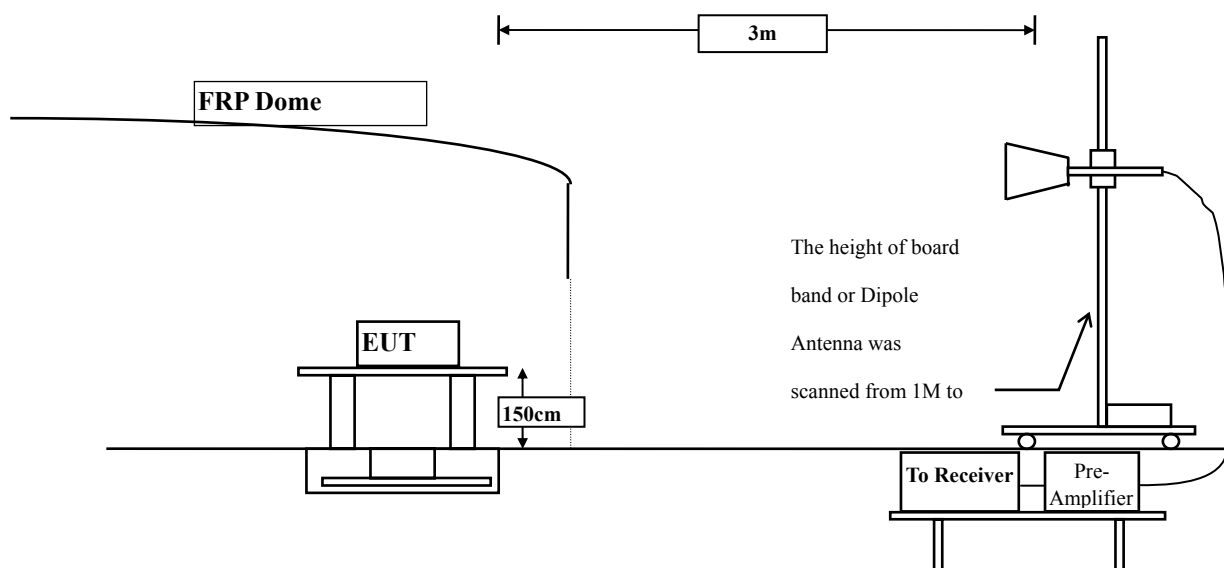 3m
FRP Dome
The height of board
band or Dipole
Antenna was
scanned from 1M to
EUT
150cm
To Receiver
Pre-
Amplifier